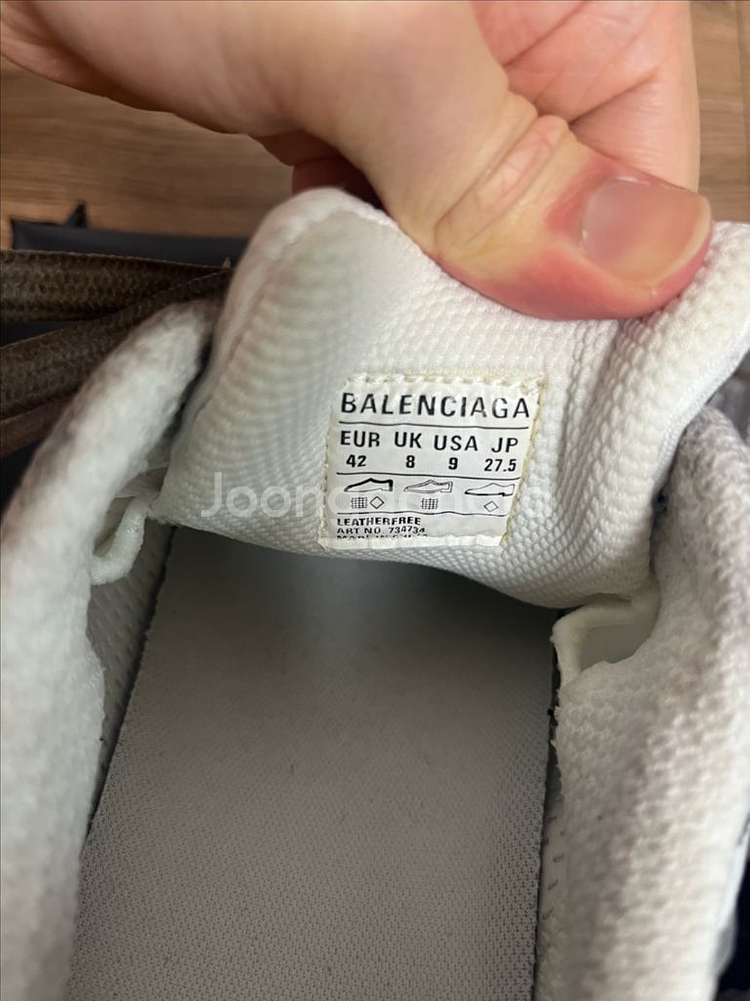 BALENCIAGA
EUR UK USA JP
42 8 9 27.5
LEATHERFREE
ART NO. 734734